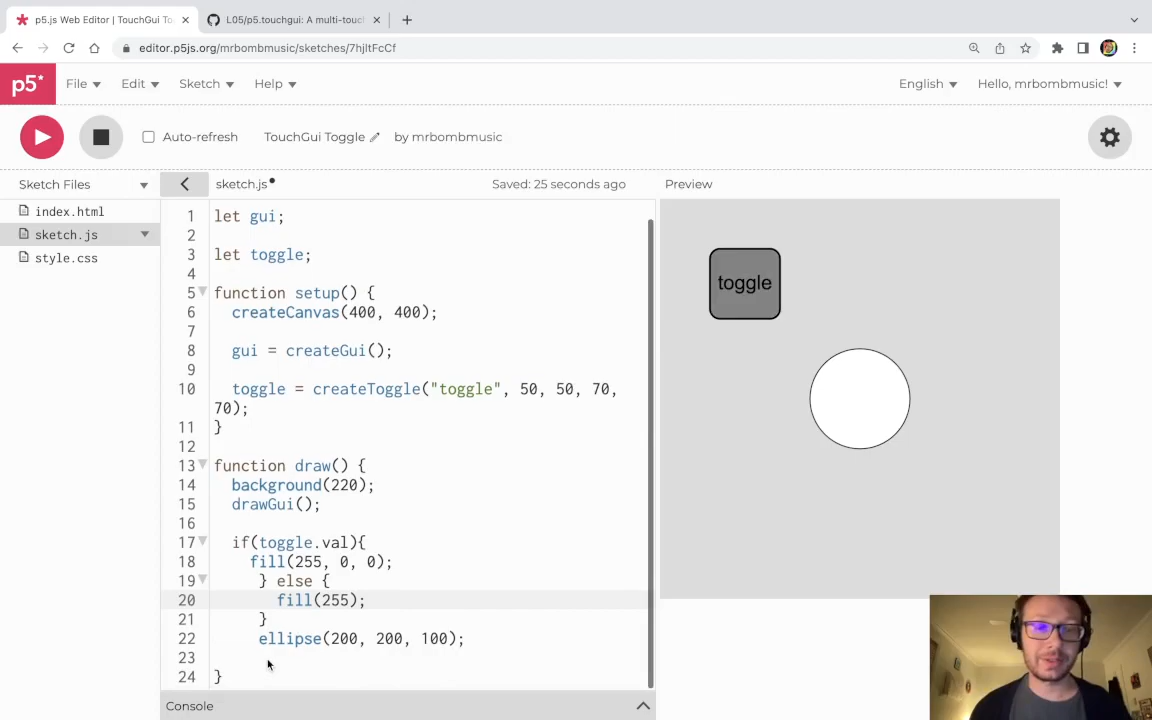 p5.js Web Editor | TouchGui To
L05/p5.touchgui: A multi-touc
editor.p5js.org/mrbombmusic/sketches/7hjItFcCf
p5*
File
Edit
Sketch
Help
English
Hello, mrbombmusic!
Auto-refresh
TouchGui Toggle
by mrbombmusic
Sketch Files
sketch.js
Saved: 25 seconds ago
Preview
index.html
sketch.js
style.css
1 let gui;
2
3 let toggle;
4
5 function setup() {
6 createCanvas(400, 400);
7
8 gui = createGui();
9
10 toggle = createToggle("toggle", 50, 50, 70,
70);
11 }
12
13 function draw() {
14 background(220);
15 drawGui();
16
17 if(toggle.val){
18 fill(255, 0, 0);
19 } else {
20 fill(255);
21 }
22 ellipse(200, 200, 100);
23
24 }
toggle
Console